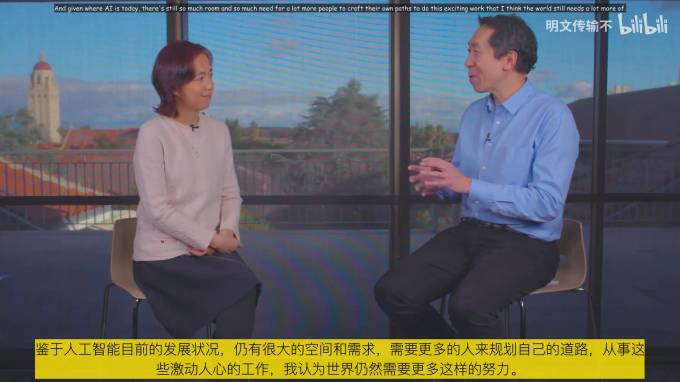 And given where AI is today, there's still so much room and so much need for a lot more people to craft their own paths to do this exciting work that I think the world still needs a lot more of.
明文传输不 bilibili
鉴于人工智能目前的发展状况，仍有很大的空间和需求，需要更多的人来规划自己的道路，从事这
些激动人心的工作，我认为世界仍然需要更多这样的努力。